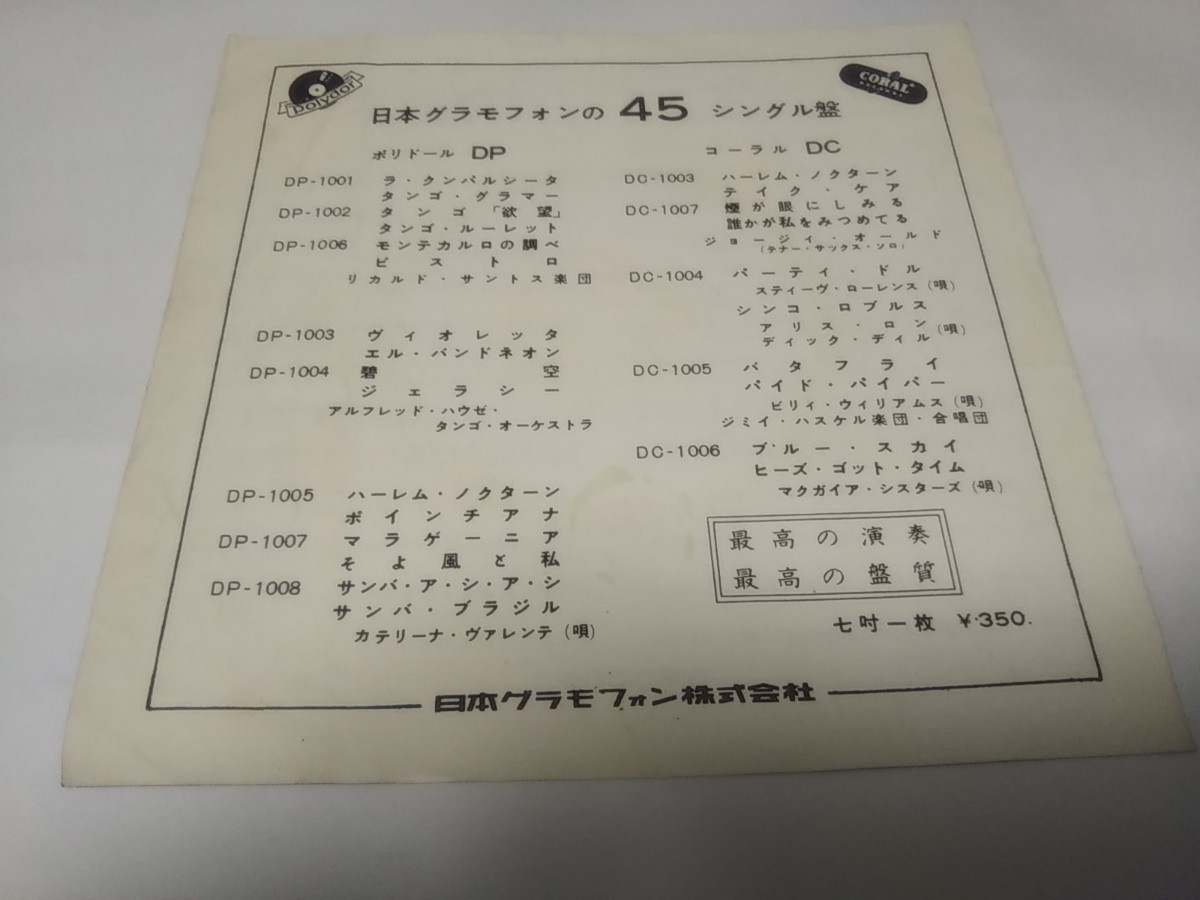 Polydor
CORAL
RECORDS
日本グラモフォンの 45 シングル盤
ポリドール DP
DP-1001 ラ・クンパルシータ
タンゴ・グラマー
DP-1002 タンゴ「欲望」
タンゴ・ルーレット
DP-1006 モンテカルロの調べ
ビストロ
リカルド・サントス楽団
DP-1003 ヴィオレッタ
エル・バンドネオン
DP-1004 碧空
ジェラシー
アルフレッド・ハウゼ・
タンゴ・オーケストラ
DP-1005 ハーレム・ノクターン
ポインチアナ
DP-1007 マラゲーニア
そよ風と私
DP-1008 サンバ・ア・シ・ア・シ
サンバ・ブラジル
カテリーナ・ヴァレンテ (唄)
コーラル DC
DC-1003 ハーレム・ノクターン
テイク・ケア
DC-1007 煙が眼にしみる
誰かが私をみつめてる
ジョージィ・オールド
(テナー・サックス・ソロ)
DC-1004 パーティ・ドル
スティーヴ・ローレンス (唄)
シンコ・ロブルス
アリス・ロン
ディック・ディル (唄)
DC-1005 バタフライ
パイド・パイパー
ビリィ・ウィリアムス (唄)
ジミイ・ハスケル楽団・合唱団
DC-1006 ブルー・スカイ
ヒーズ・ゴット・タイム
マクガイア・シスターズ (唄)
最高の演奏
最高の盤質
七吋一枚 ¥350.
日本グラモフォン株式会社